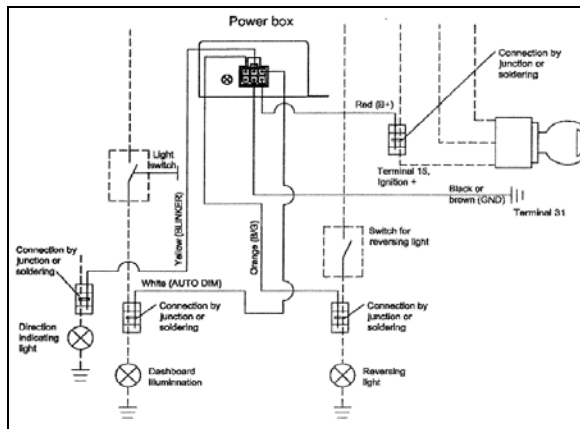 Power box
Connection by
junction or
soldering
Red (B+)
Light
switch
Terminal 15,
Ignition +
Black or
brown (GND)
Terminal 31
Yellow (BLINKER)
Orange (B/G)
Switch for
reversing light
Connection by
junction or
soldering
White (AUTO DIM)
Connection by
junction or
soldering
Connection by
junction or
soldering
Direction
indicating
light
Dashboard
illuminnation
Reversing
light